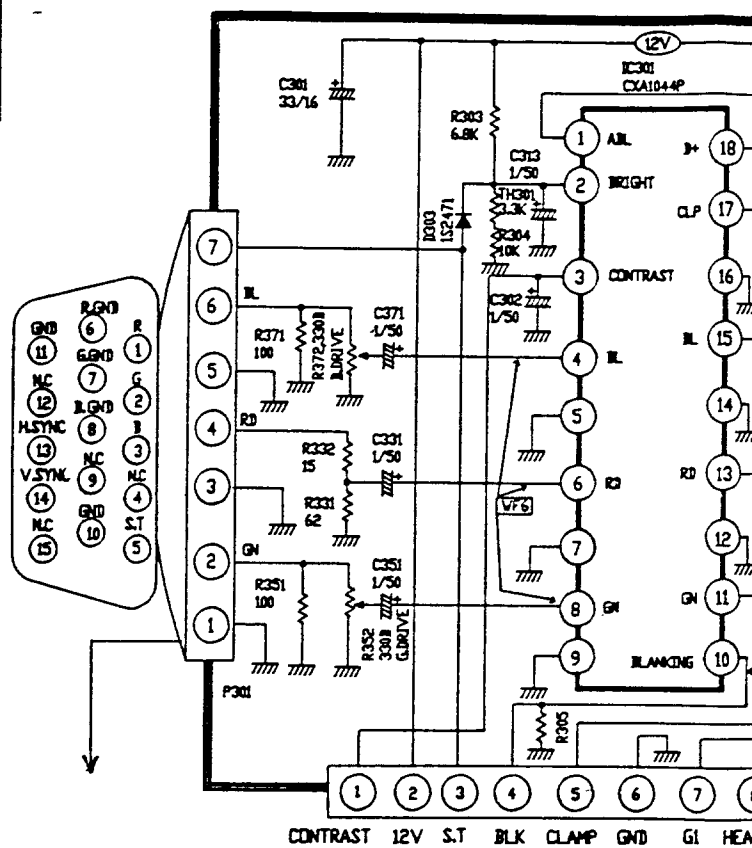 12V
C301
33/16
IC301
CXA1044P
R303
6.8K
C313
1/50
1 ABL
B+ 18
2 BRIGHT
TH301
3.3K
CLP 17
D303
1S2471
R304
10K
7
3 CONTRAST
16
C302
1/50
6 BL
R371
100
R372,330B
B.DRIVE
C371
1/50
4 BL
BL 15
5
5
14
4 RD
R332
15
C331
1/50
6 RD
RD 13
3
R331
62
VF6
7
12
2 GN
R351
100
C351
1/50
R352
330B
G.DRIVE
8 GN
GN 11
1
9
BLANKING 10
P301
R305
R.GND
GND 6 R
11 G.GND 1
N.C 7 G
12 B.GND 2
H.SYNC 8 B
13 N.C 3
V.SYNC 9 N.C
14 GND 4
N.C 10 S.T
15 5
1 2 3 4 5 6 7
CONTRAST 12V S.T BLK CLAMP GND G1 HEA